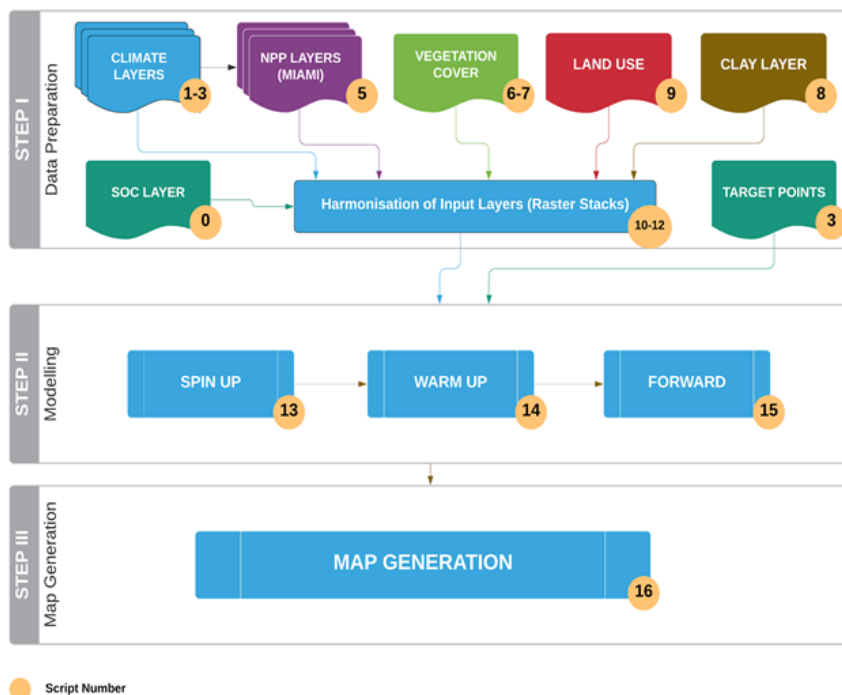 STEP I
Data Preparation
CLIMATE
LAYERS
1-3
NPP LAYERS
(MIAMI)
5
VEGETATION
COVER
6-7
LAND USE
9
CLAY LAYER
8
SOC LAYER
0
Harmonisation of Input Layers (Raster Stacks)
10-12
TARGET POINTS
3
STEP II
Modelling
SPIN UP
13
WARM UP
14
FORWARD
15
STEP III
Map Generation
MAP GENERATION
16
Script Number